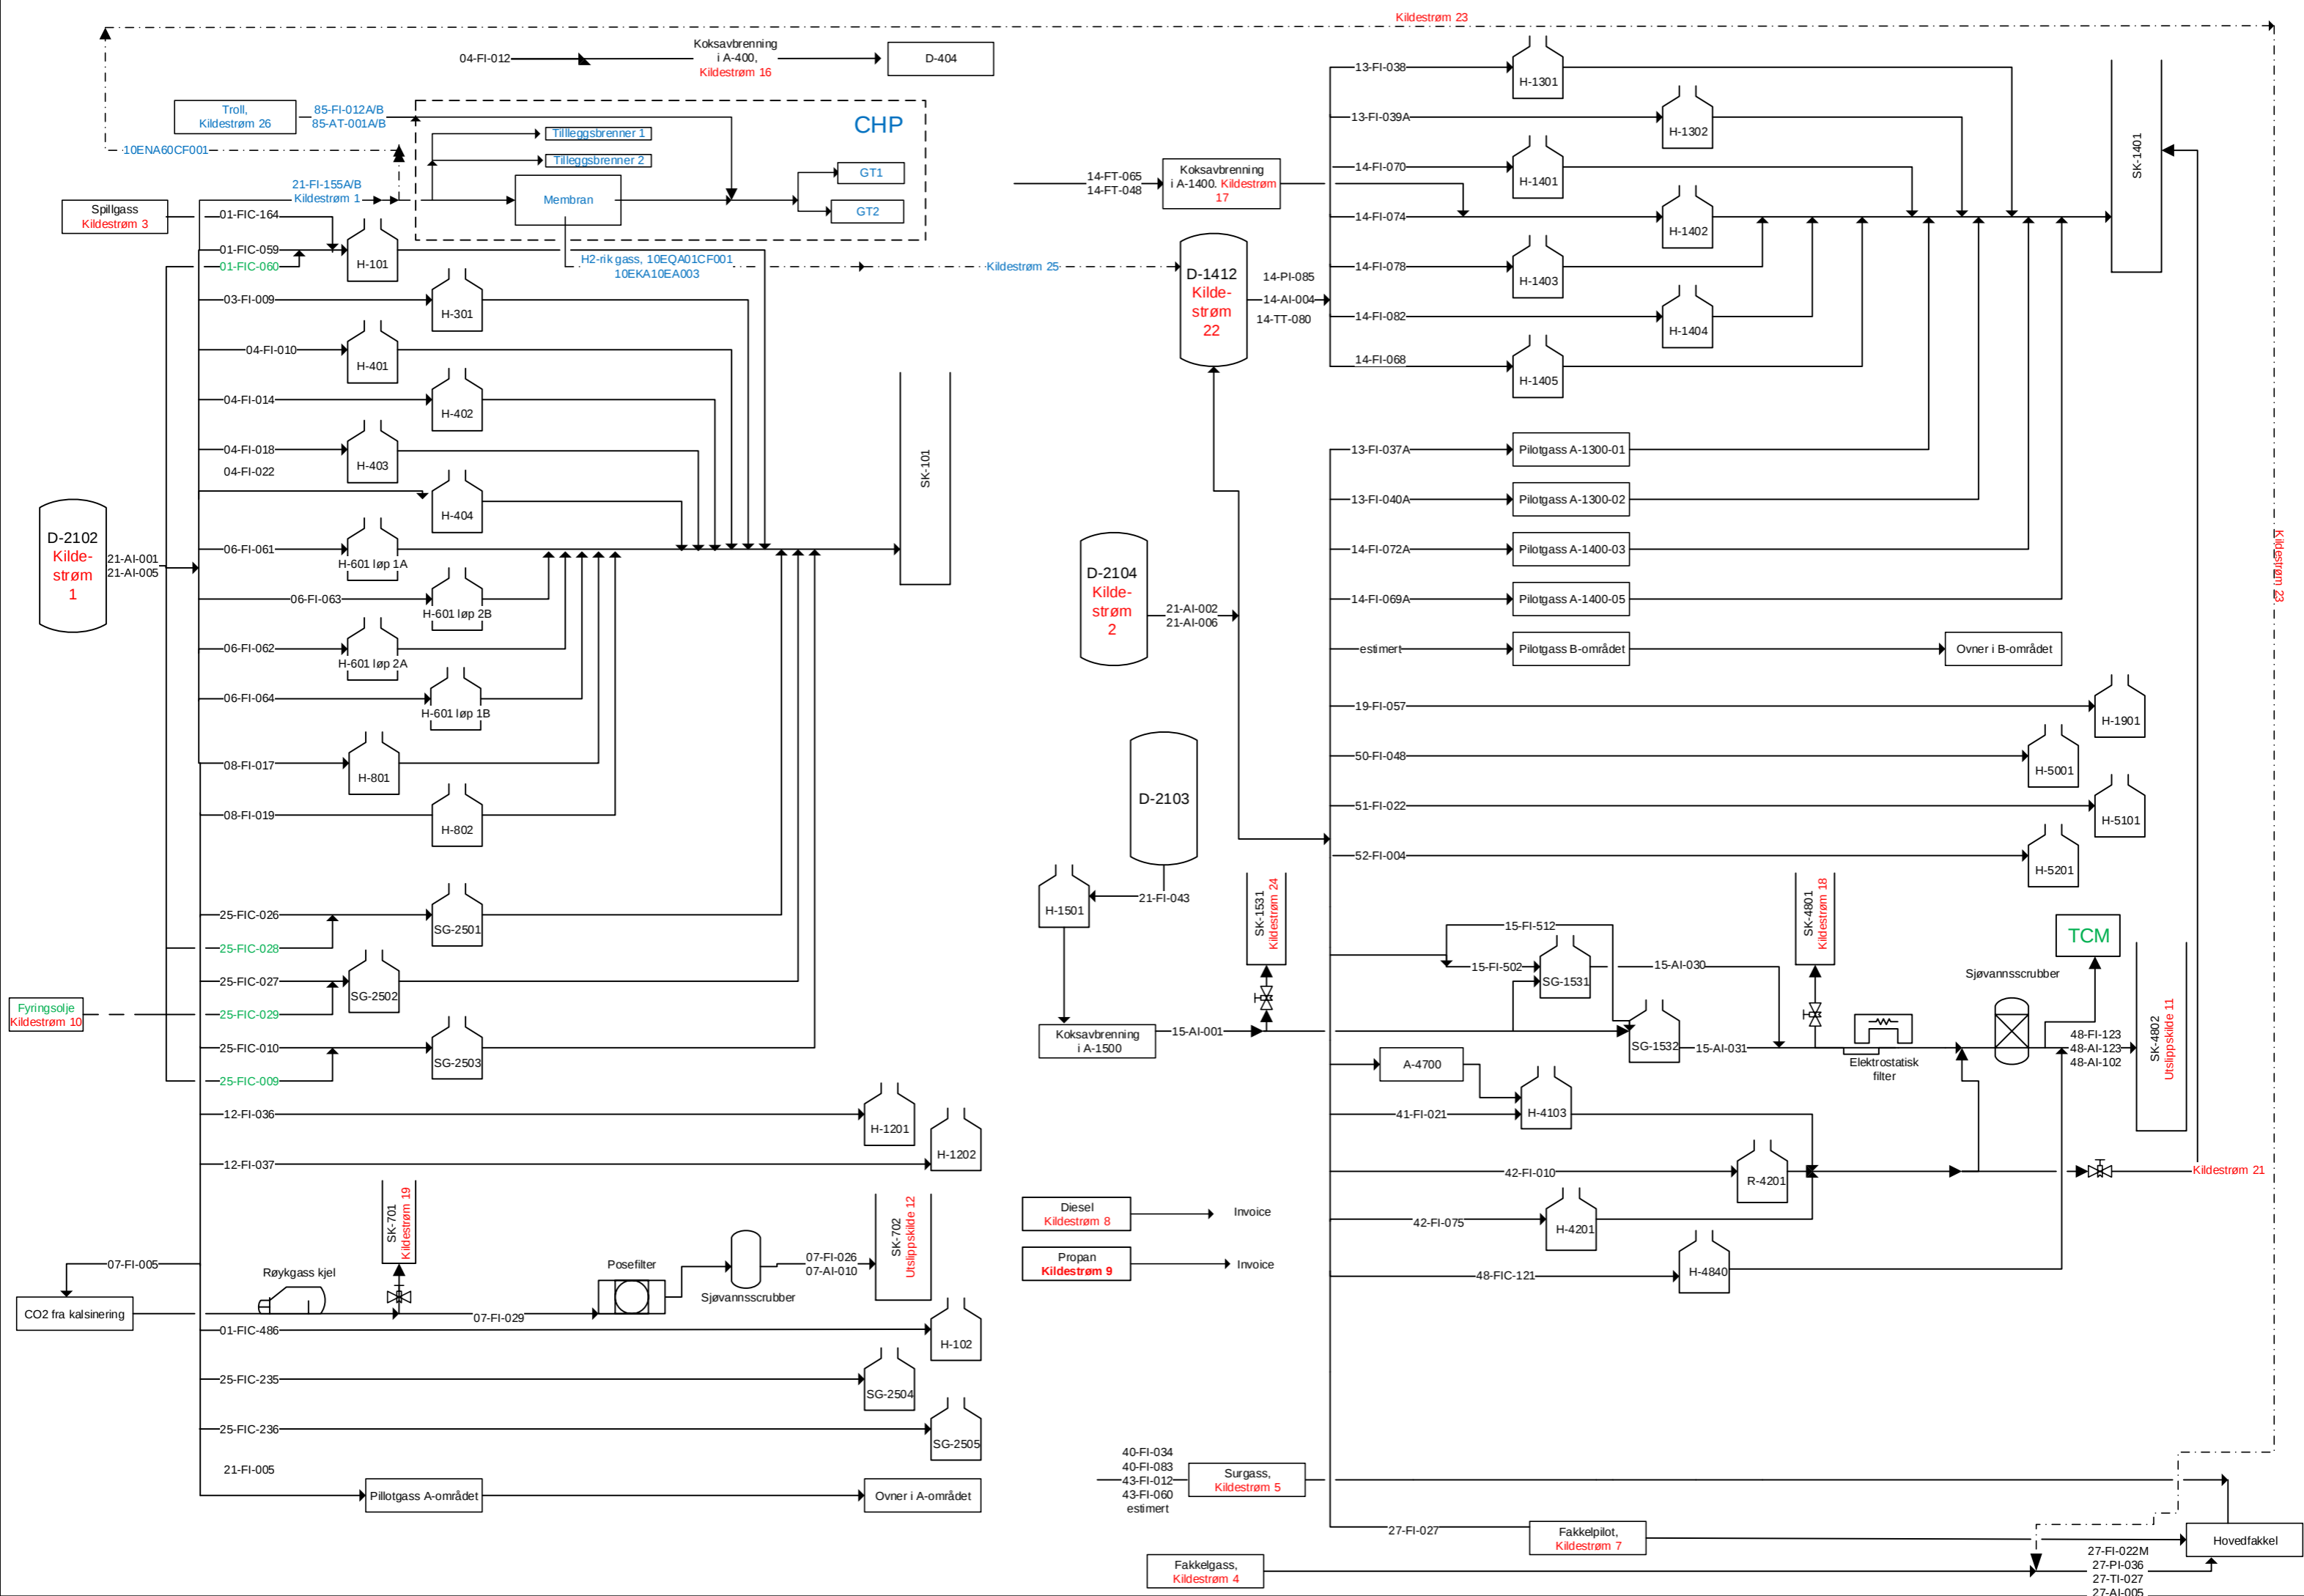 Kildestrøm 23
04-FI-012
Koksavbrenning
i A-400,
Kildestrøm 16
D-404
Troll,
Kildestrøm 26
85-FI-012A/B
85-AT-001A/B
CHP
Tillleggsbrenner 1
Tilleggsbrenner 2
10ENA60CF001
GT1
GT2
21-FI-155A/B
Kildestrøm 1
Membran
Spillgass
Kildestrøm 3
01-FIC-164
01-FIC-059
01-FIC-060
H-101
H2-rik gass, 10EQA01CF001
10EKA10EA003
Kildestrøm 25
03-FI-009
H-301
04-FI-010
H-401
04-FI-014
H-402
04-FI-018
H-403
04-FI-022
H-404
SK-101
D-2102
Kilde-
strøm
1
21-AI-001
21-AI-005
06-FI-061
H-601 løp 1A
06-FI-063
H-601 løp 2B
06-FI-062
H-601 løp 2A
06-FI-064
H-601 løp 1B
08-FI-017
H-801
08-FI-019
H-802
25-FIC-026
SG-2501
25-FIC-028
25-FIC-027
SG-2502
Fyringsolje
Kildestrøm 10
25-FIC-029
25-FIC-010
SG-2503
25-FIC-009
12-FI-036
H-1201
12-FI-037
H-1202
SK-701
Kildestrøm 19
SK-702
Utslippskilde 12
07-FI-005
Røykgass kjel
Posefilter
Sjøvannsscrubber
07-FI-026
07-AI-010
CO2 fra kalsinering
07-FI-029
01-FIC-486
H-102
25-FIC-235
SG-2504
25-FIC-236
SG-2505
21-FI-005
Pillotgass A-området
Ovner i A-området
14-FT-065
14-FT-048
Koksavbrenning
i A-1400. Kildestrøm
17
13-FI-038
H-1301
13-FI-039A
H-1302
14-FI-070
H-1401
14-FI-074
H-1402
14-FI-078
H-1403
14-FI-082
H-1404
14-FI-068
H-1405
SK-1401
D-1412
Kilde-
strøm
22
14-PI-085
14-AI-004
14-TT-080
13-FI-037A
Pilotgass A-1300-01
13-FI-040A
Pilotgass A-1300-02
14-FI-072A
Pilotgass A-1400-03
14-FI-069A
Pilotgass A-1400-05
estimert
Pilotgass B-området
Ovner i B-området
Kildestrøm 23
D-2104
Kilde-
strøm
2
21-AI-002
21-AI-006
19-FI-057
H-1901
50-FI-048
H-5001
51-FI-022
H-5101
52-FI-004
H-5201
D-2103
H-1501
21-FI-043
SK-1531
Kildestrøm 24
15-FI-512
15-FI-502
SG-1531
15-AI-030
SK-4801
Kildestrøm 18
TCM
Sjøvannsscrubber
Koksavbrenning
i A-1500
15-AI-001
SG-1532
15-AI-031
Elektrostatisk
filter
48-FI-123
48-AI-123
48-AI-102
SK-4802
Utslippskilde 11
A-4700
H-4103
41-FI-021
42-FI-010
R-4201
Kildestrøm 21
42-FI-075
H-4201
48-FIC-121
H-4840
Diesel
Kildestrøm 8
Invoice
Propan
Kildestrøm 9
Invoice
40-FI-034
40-FI-083
43-FI-012
43-FI-060
estimert
Surgass,
Kildestrøm 5
27-FI-027
Fakkelpilot,
Kildestrøm 7
Hovedfakkel
Fakkelgass,
Kildestrøm 4
27-FI-022M
27-PI-036
27-TI-027
27-AI-005